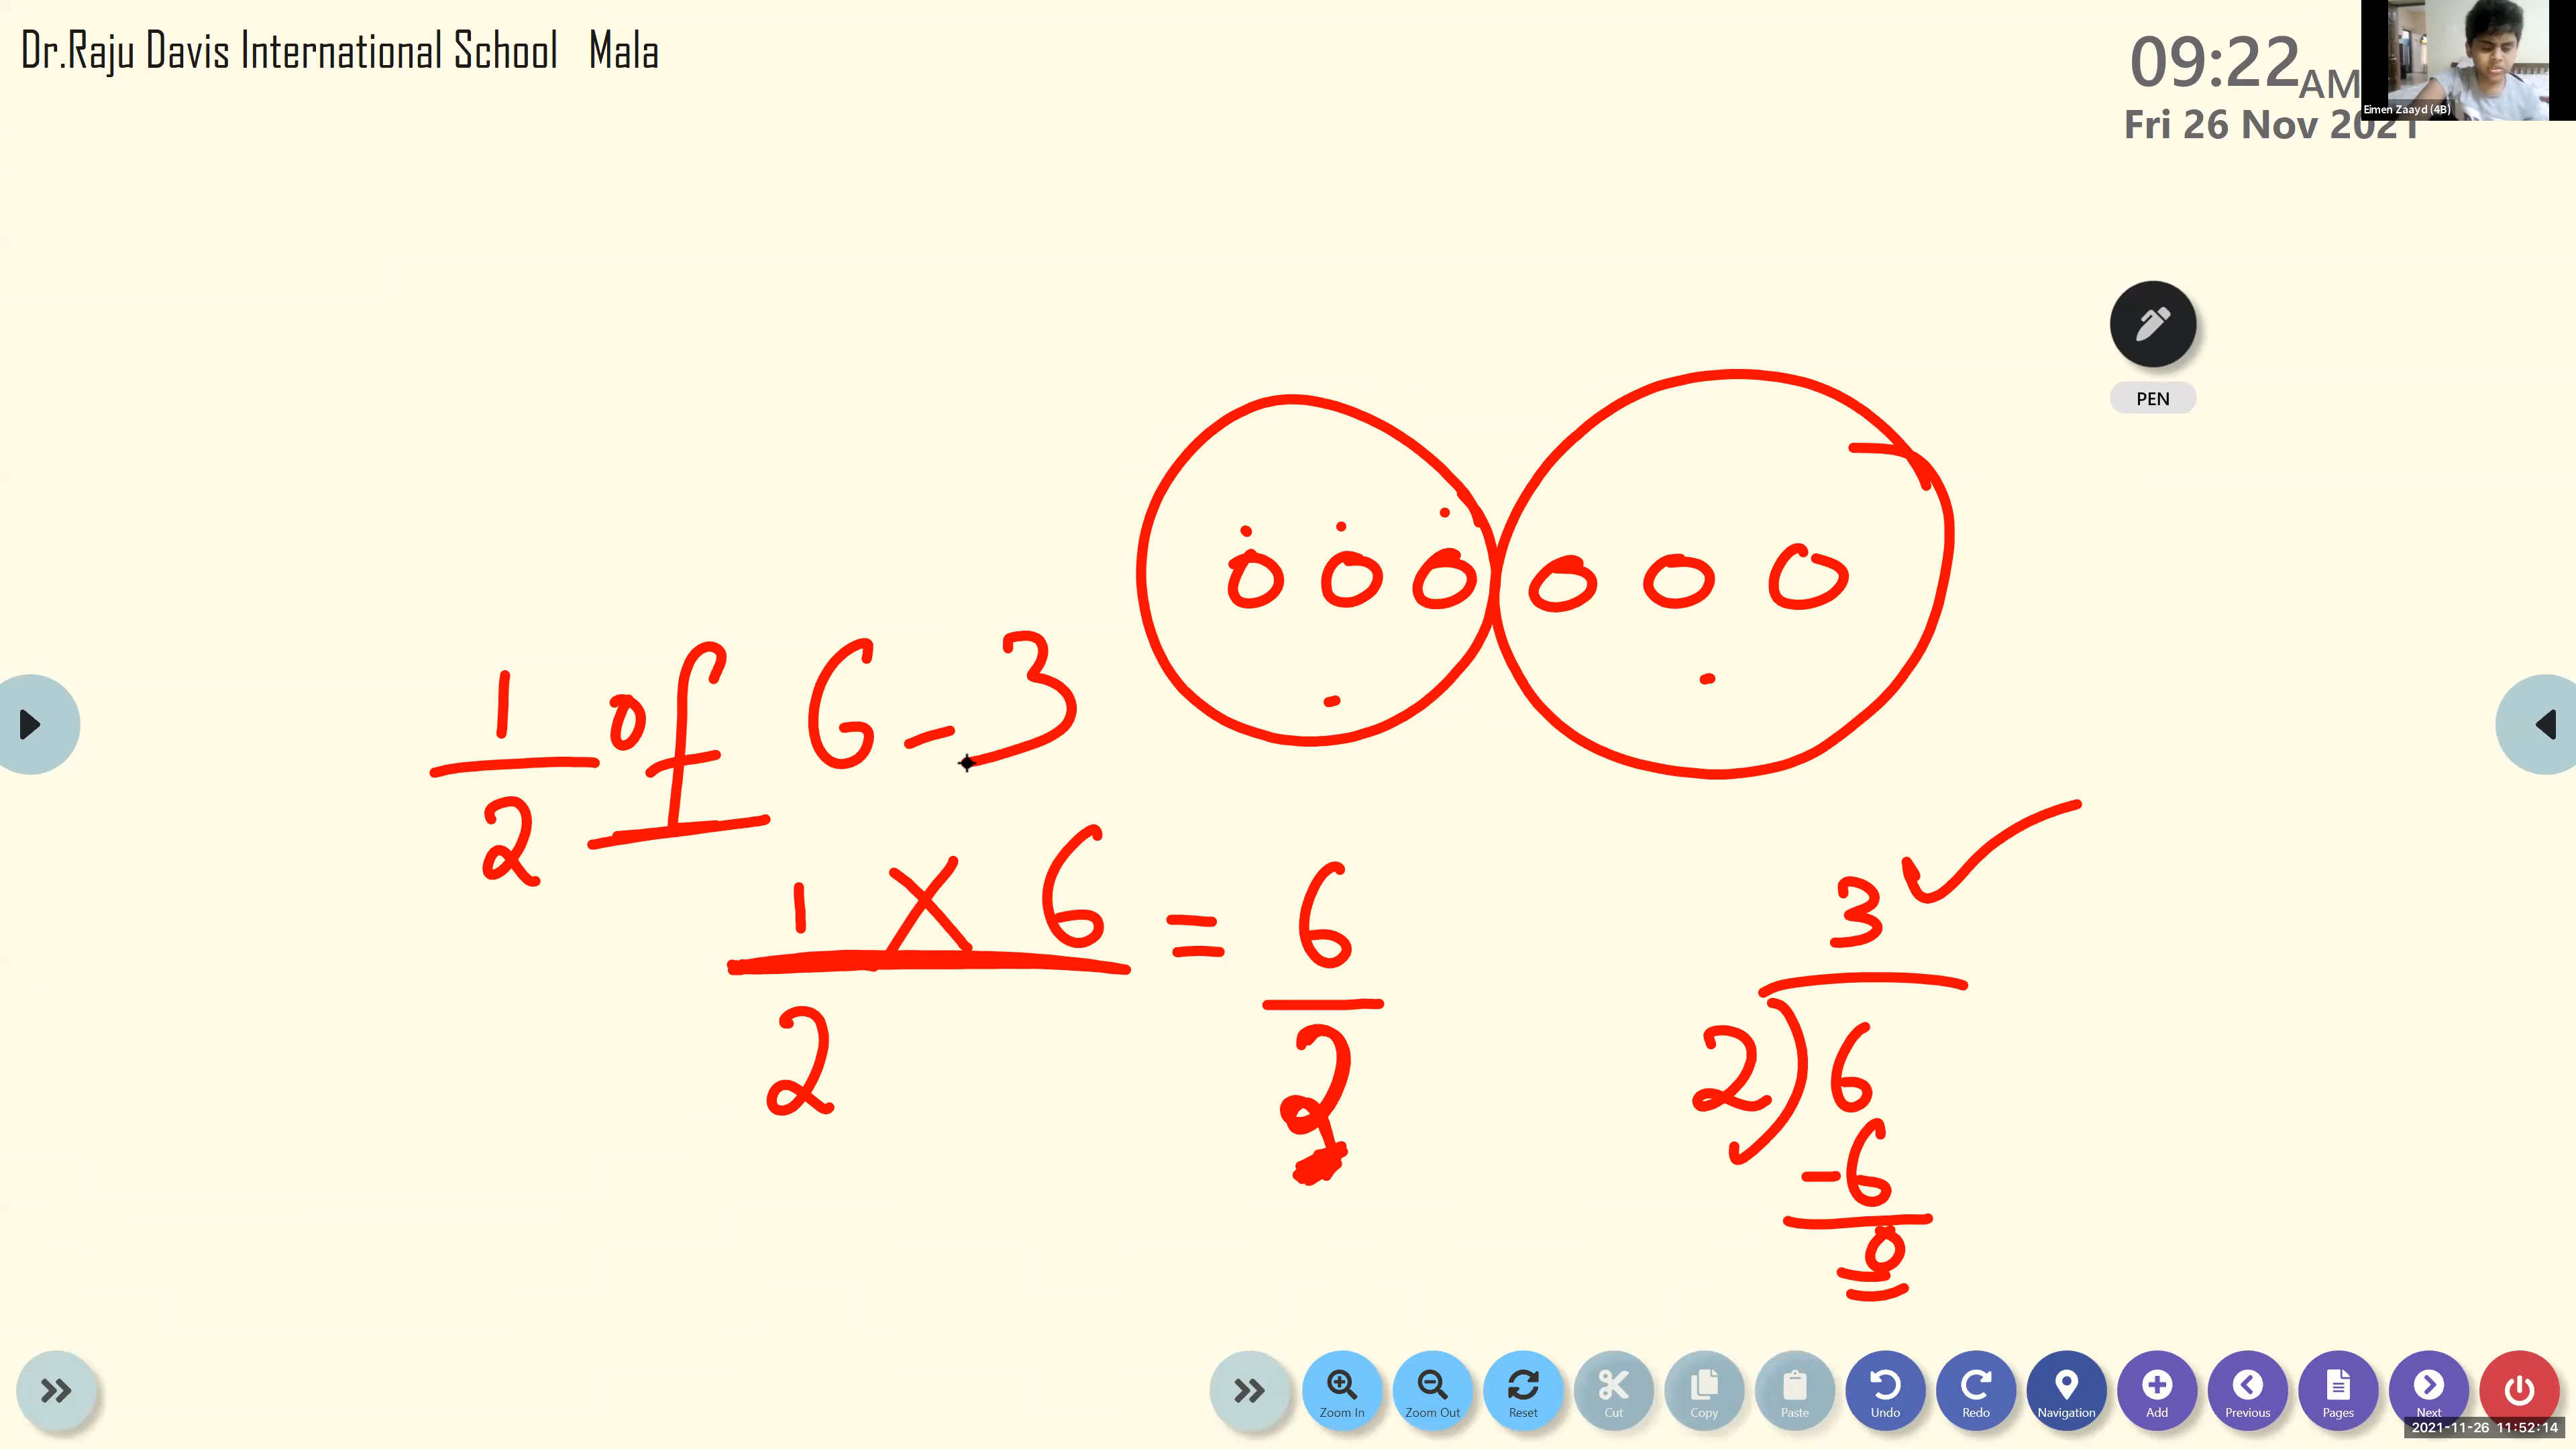 Dr.Raju Davis International School Mala
09:22 AM
Fri 26 Nov 2021
Eimen Zaayd (4B)
PEN
1/2 of 6 - 3
1 × 6 / 2 = 6/2
3
2)6
-6
0
Zoom In Zoom Out Reset Cut Copy Paste Undo Redo Navigation Add Previous Pages Next
2021-11-26 11:52:14